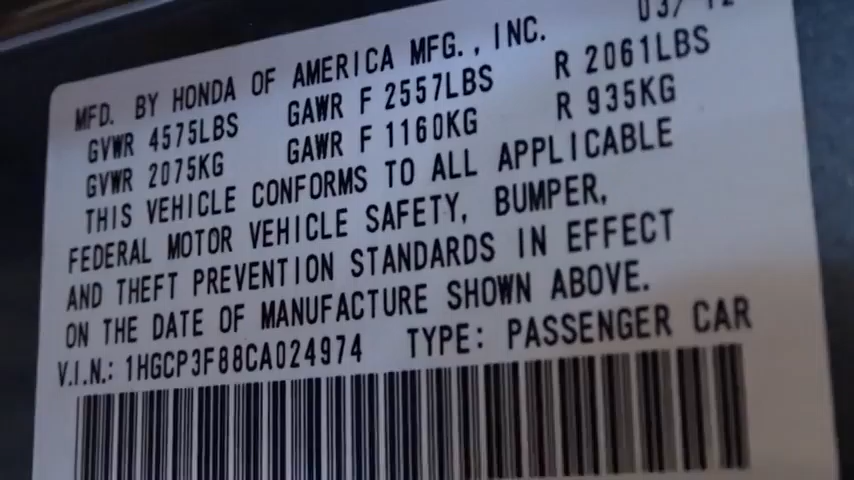 03/12
MFD. BY HONDA OF AMERICA MFG., INC.
GVWR 4575LBS GAWR F 2557LBS R 2061LBS
GVWR 2075KG GAWR F 1160KG R 935KG
THIS VEHICLE CONFORMS TO ALL APPLICABLE
FEDERAL MOTOR VEHICLE SAFETY, BUMPER,
AND THEFT PREVENTION STANDARDS IN EFFECT
ON THE DATE OF MANUFACTURE SHOWN ABOVE.
V.I.N.: 1HGCP3F88CA024974 TYPE: PASSENGER CAR